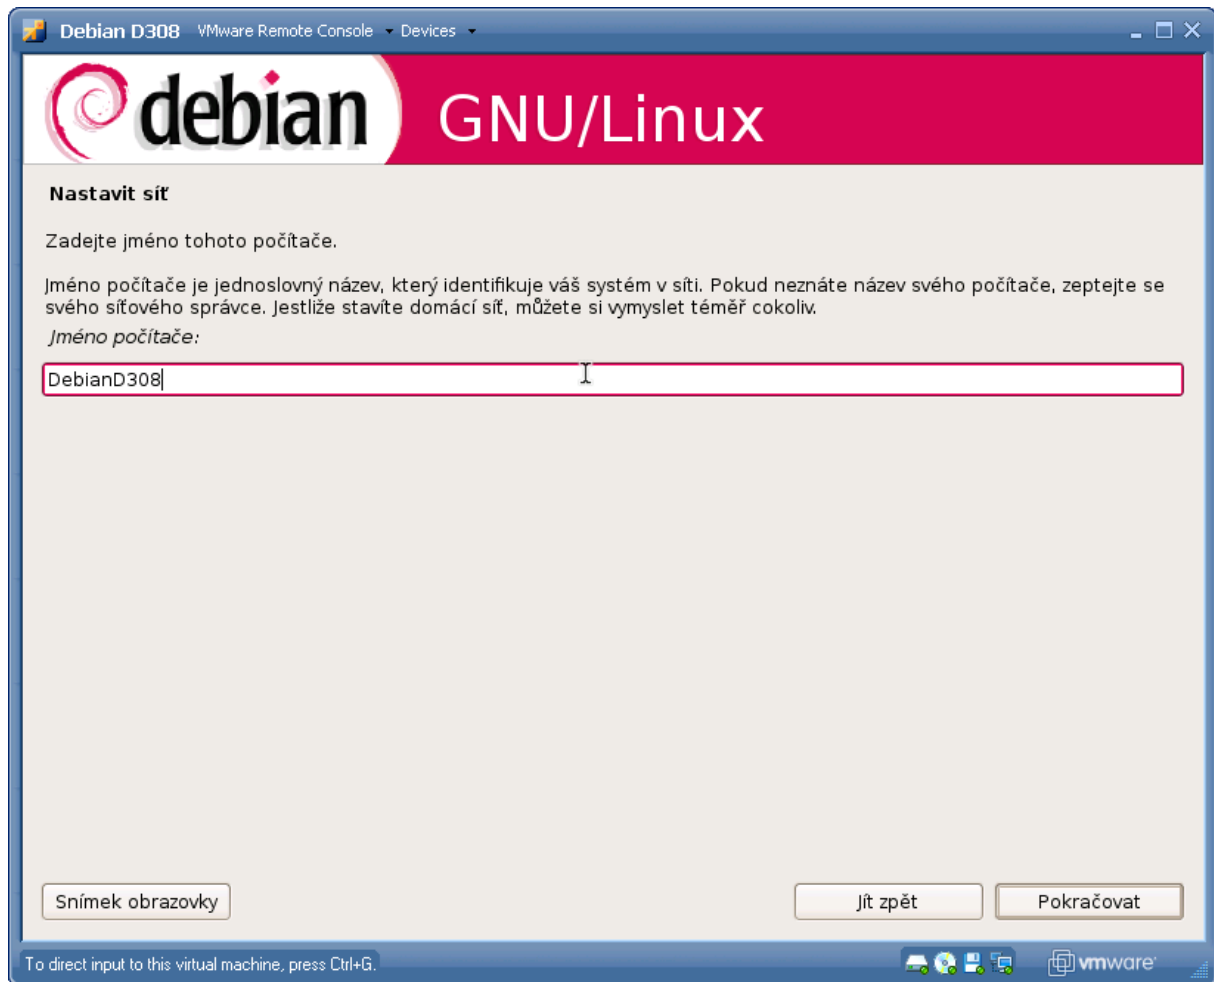 Debian D308 VMware Remote Console Devices
debian GNU/Linux
Nastavit síť
Zadejte jméno tohoto počítače.
Jméno počítače je jednoslovný název, který identifikuje váš systém v síti. Pokud neznáte název svého počítače, zeptejte se
svého síťového správce. Jestliže stavíte domácí síť, můžete si vymyslet téměř cokoliv.
Jméno počítače:
DebianD308
Snímek obrazovky Jít zpět Pokračovat
To direct input to this virtual machine, press Ctrl+G. vmware